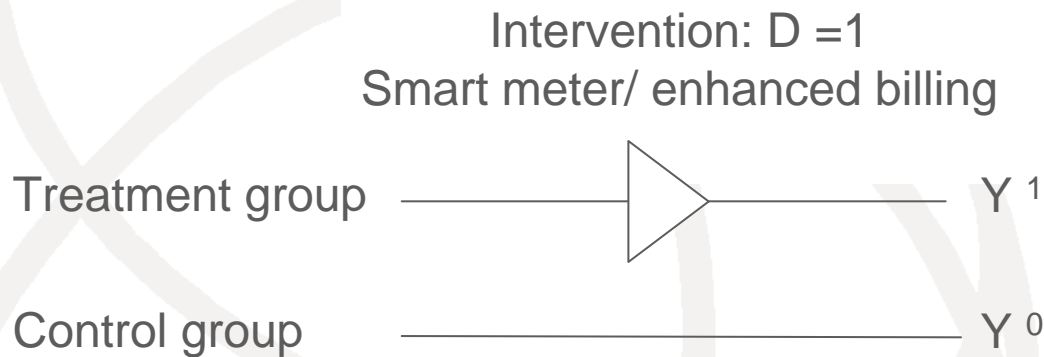 Intervention: D =1
Smart meter/ enhanced billing
Treatment group Y 1
Control group Y 0